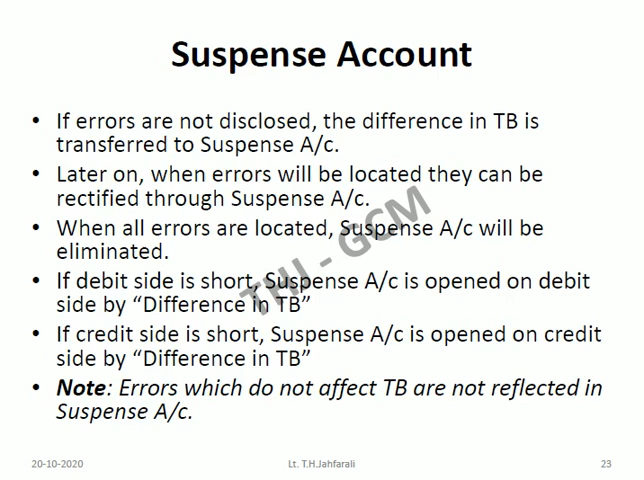 Suspense Account
• If errors are not disclosed, the difference in TB is
transferred to Suspense A/c.
• Later on, when errors will be located they can be
rectified through Suspense A/c.
• When all errors are located, Suspense A/c will be
eliminated.
• If debit side is short, Suspense A/c is opened on debit
side by “Difference in TB”
• If credit side is short, Suspense A/c is opened on credit
side by “Difference in TB”
• Note: Errors which do not affect TB are not reflected in
Suspense A/c.
THJ - GCM
20-10-2020
Lt. T.H.Jahfarali
23